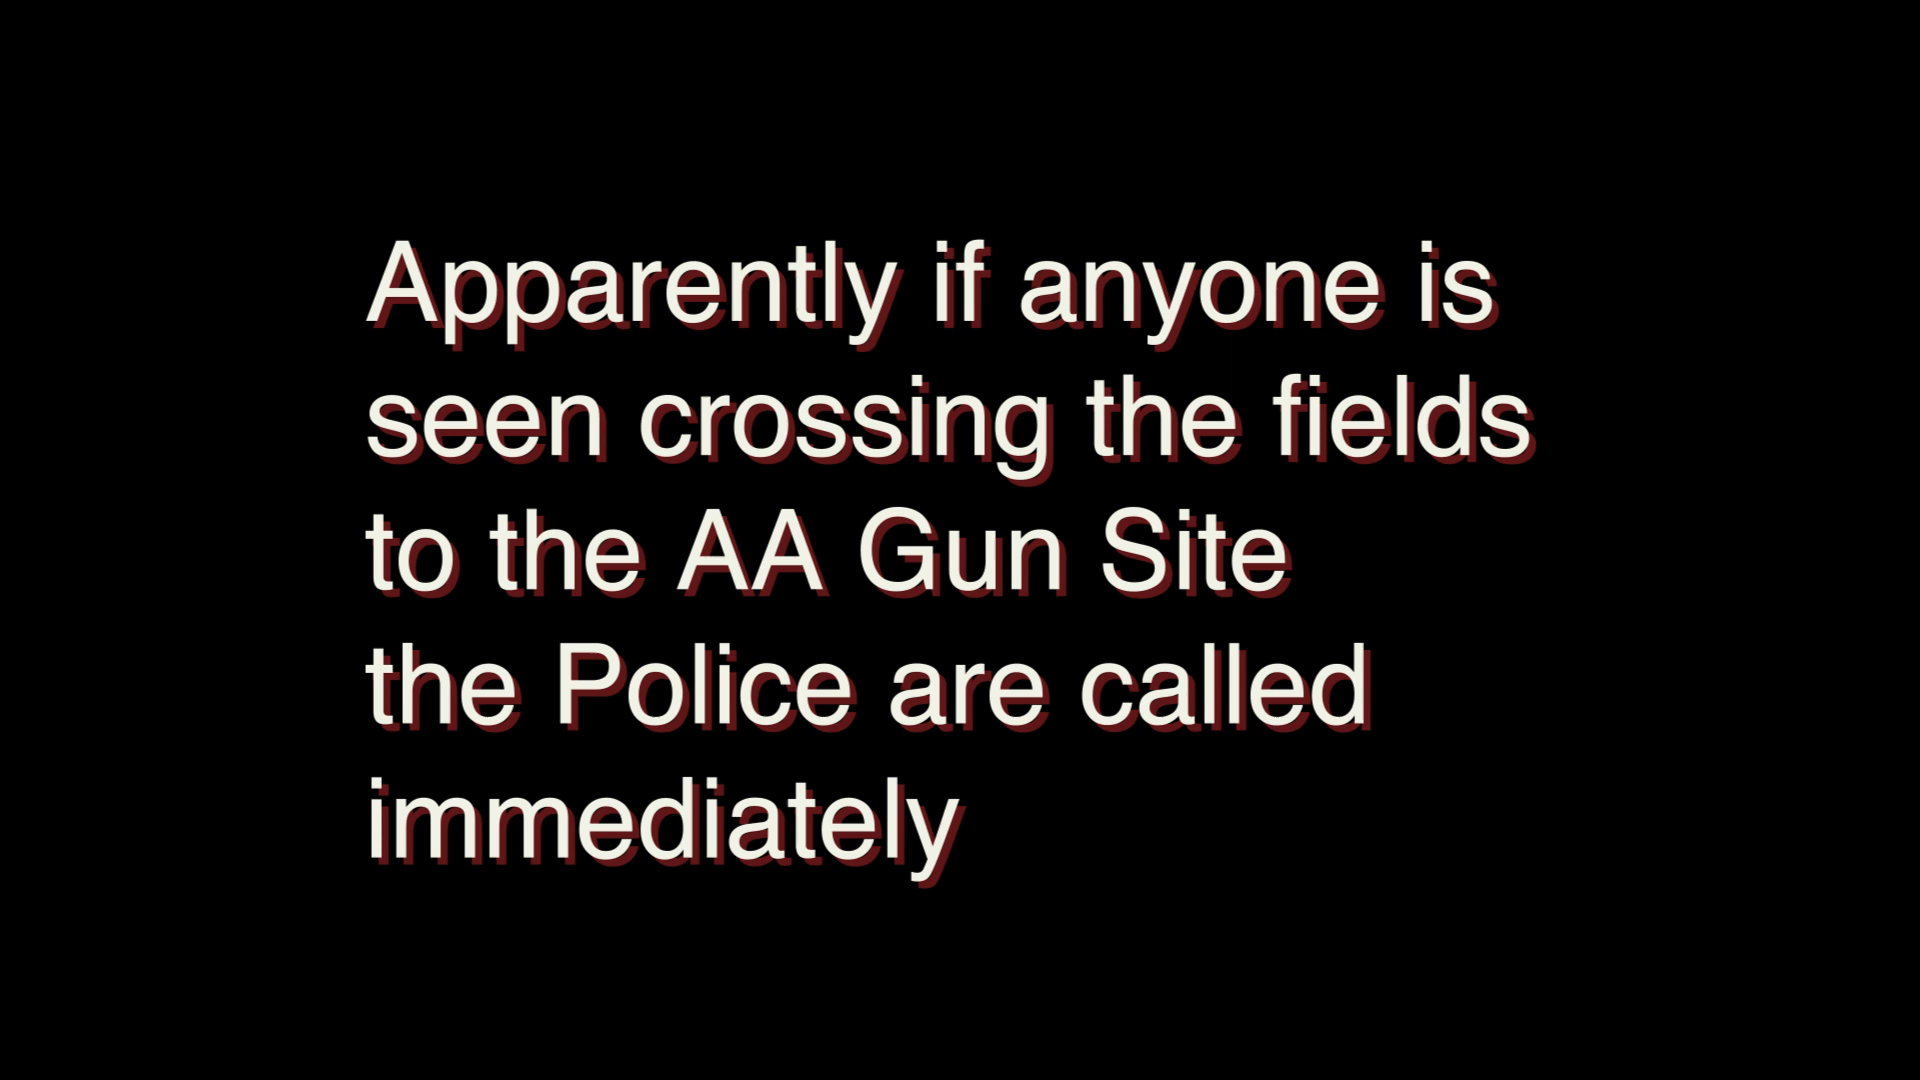 Apparently if anyone is
seen crossing the fields
to the AA Gun Site
the Police are called
immediately